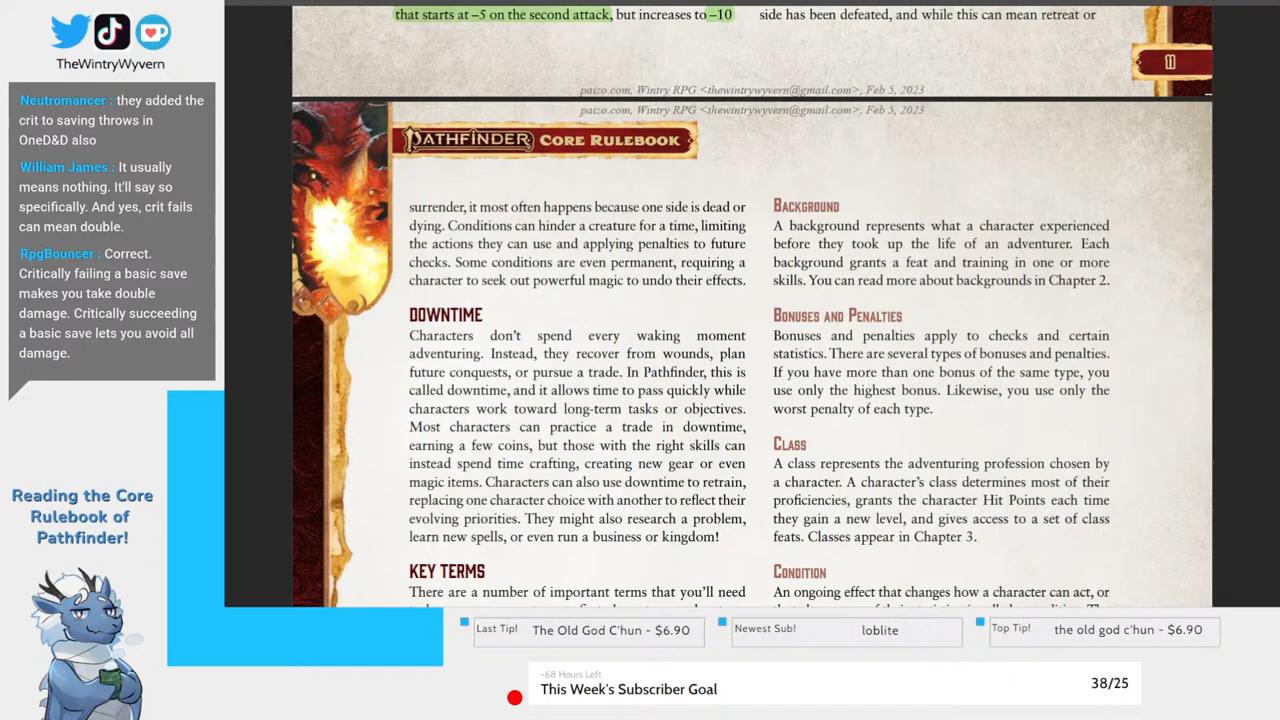 TheWintryWyvern
Neutromancer : they added the
crit to saving throws in
OneD&D also
William James : It usually
means nothing. It'll say so
specifically. And yes, crit fails
can mean double.
RpgBouncer : Correct.
Critically failing a basic save
makes you take double
damage. Critically succeeding
a basic save lets you avoid all
damage.
Reading the Core
Rulebook of
Pathfinder!
that starts at –5 on the second attack, but increases to –10
side has been defeated, and while this can mean retreat or
11
paizo.com, Wintry RPG <thewintrywyvern@gmail.com>, Feb 5, 2023
paizo.com, Wintry RPG <thewintrywyvern@gmail.com>, Feb 5, 2023
PATHFINDER CORE RULEBOOK
surrender, it most often happens because one side is dead or
dying. Conditions can hinder a creature for a time, limiting
the actions they can use and applying penalties to future
checks. Some conditions are even permanent, requiring a
character to seek out powerful magic to undo their effects.
DOWNTIME
Characters don't spend every waking moment
adventuring. Instead, they recover from wounds, plan
future conquests, or pursue a trade. In Pathfinder, this is
called downtime, and it allows time to pass quickly while
characters work toward long-term tasks or objectives.
Most characters can practice a trade in downtime,
earning a few coins, but those with the right skills can
instead spend time crafting, creating new gear or even
magic items. Characters can also use downtime to retrain,
replacing one character choice with another to reflect their
evolving priorities. They might also research a problem,
learn new spells, or even run a business or kingdom!
KEY TERMS
There are a number of important terms that you'll need
BACKGROUND
A background represents what a character experienced
before they took up the life of an adventurer. Each
background grants a feat and training in one or more
skills. You can read more about backgrounds in Chapter 2.
BONUSES AND PENALTIES
Bonuses and penalties apply to checks and certain
statistics. There are several types of bonuses and penalties.
If you have more than one bonus of the same type, you
use only the highest bonus. Likewise, you use only the
worst penalty of each type.
CLASS
A class represents the adventuring profession chosen by
a character. A character's class determines most of their
proficiencies, grants the character Hit Points each time
they gain a new level, and gives access to a set of class
feats. Classes appear in Chapter 3.
CONDITION
An ongoing effect that changes how a character can act, or
Last Tip! The Old God C'hun - $6.90
Newest Sub! loblite
Top Tip! the old god c'hun - $6.90
-68 Hours Left
This Week's Subscriber Goal
38/25